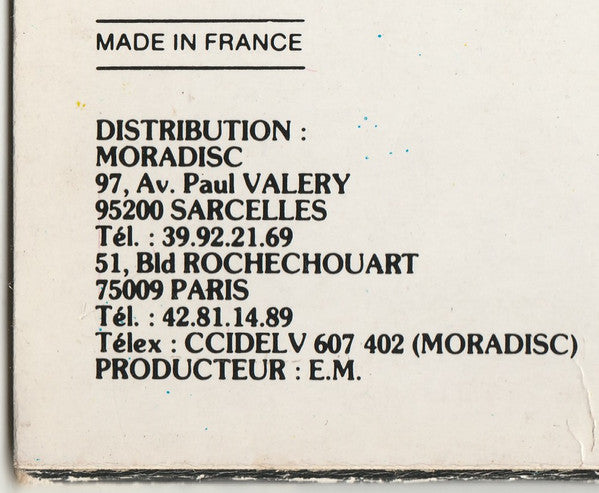 MADE IN FRANCE
DISTRIBUTION :
MORADISC
97, Av. Paul VALERY
95200 SARCELLES
Tél. : 39.92.21.69
51, Bld ROCHECHOUART
75009 PARIS
Tél. : 42.81.14.89
Télex : CCIDELV 607 402 (MORADISC)
PRODUCTEUR : E.M.